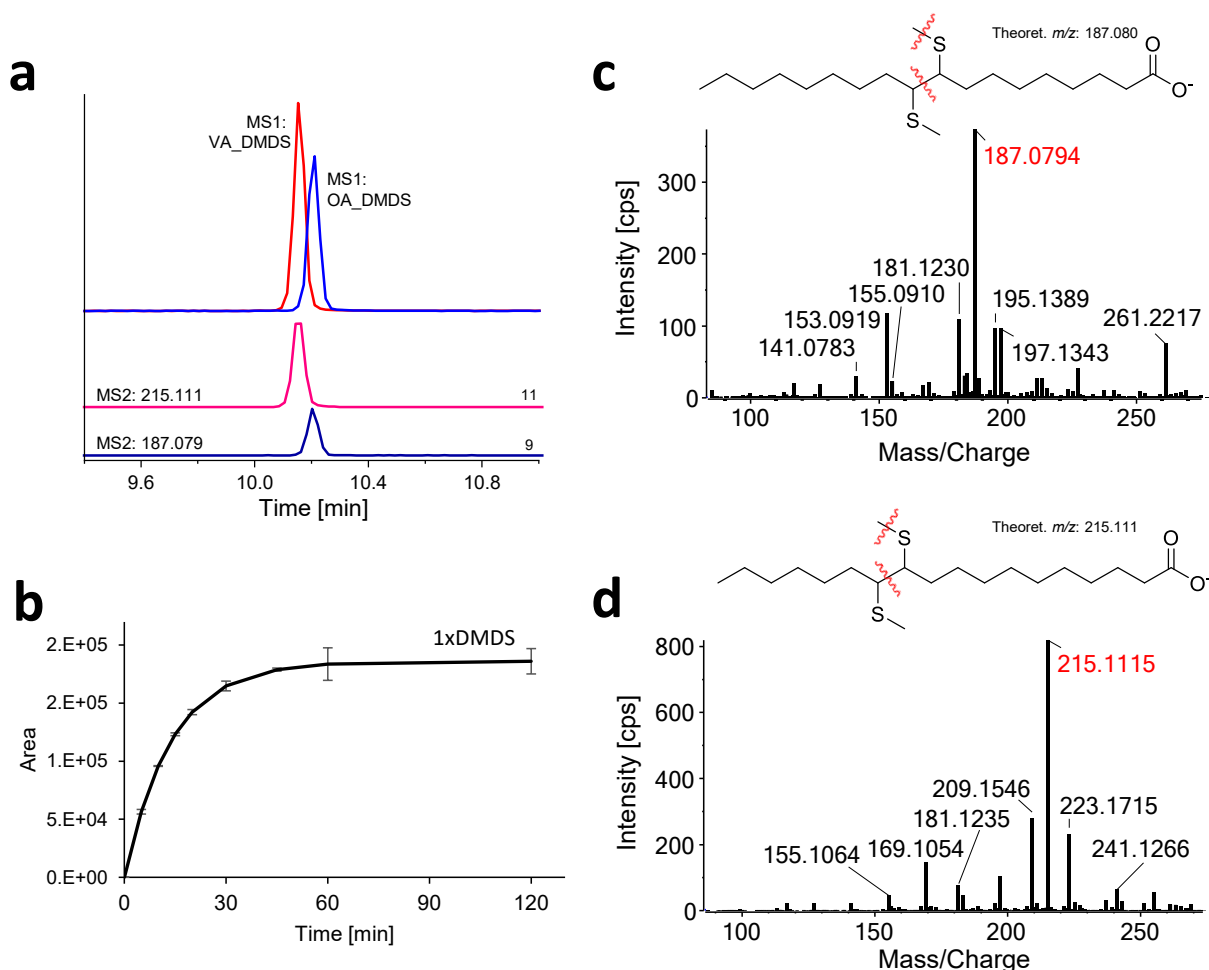 a
MS1:
VA_DMDS
MS1:
OA_DMDS
MS2: 215.111
11
MS2: 187.079
9
9.6
10.0
10.4
10.8
Time [min]
b
1xDMDS
2.E+05
2.E+05
1.E+05
5.E+04
0.E+00
Area
0
30
60
90
120
Time [min]
c
Theoret. m/z: 187.080
S
S
O
O-
187.0794
181.1230
155.0910
153.0919
141.0783
195.1389
197.1343
261.2217
300
200
100
0
Intensity [cps]
100
150
200
250
Mass/Charge
d
Theoret. m/z: 215.111
S
S
O
O-
215.1115
209.1546
181.1235
155.1064
169.1054
223.1715
241.1266
800
600
400
200
0
Intensity [cps]
100
150
200
250
Mass/Charge